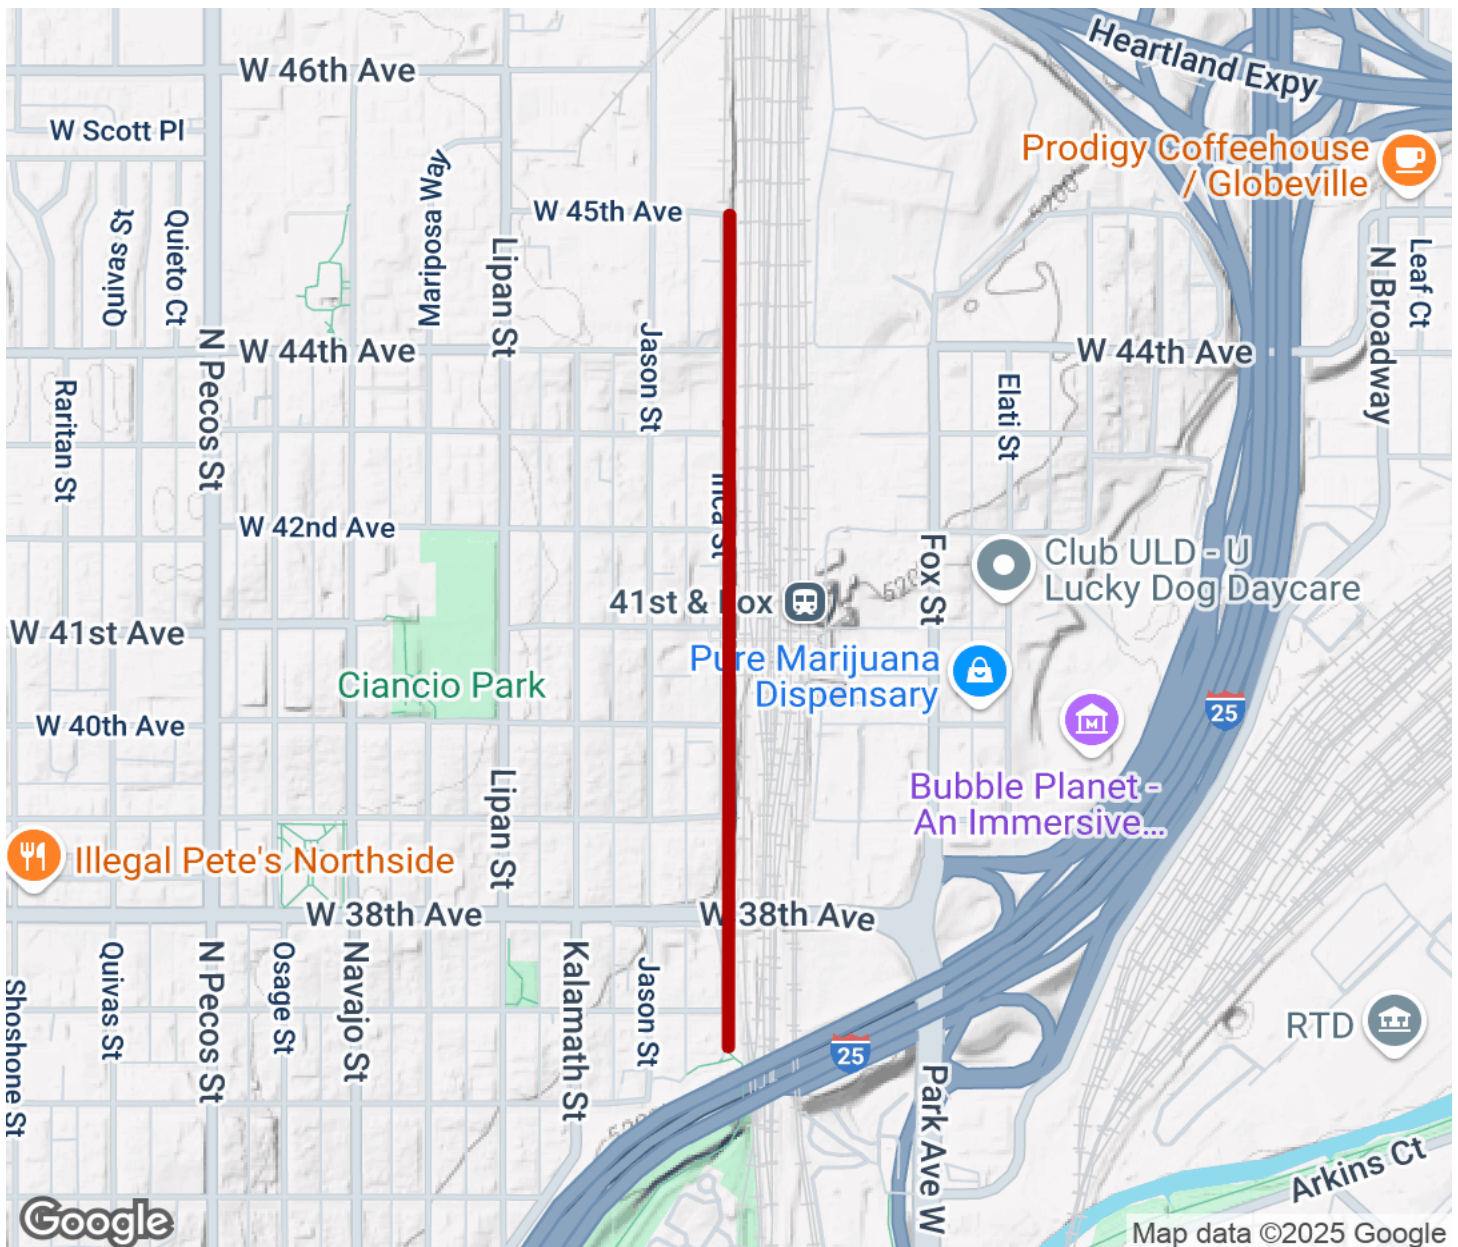 Heartland Expy
W 46th Ave
W Scott Pl
Prodigy Coffeehouse
/ Globeville
Mariposa Way
W 45th Ave
5200
Quivas St
Quieto Ct
Lipan St
N Broadway
Leaf Ct
N Pecos St
W 44th Ave
Jason St
W 44th Ave
Raritan St
Elati St
Inca St
W 42nd Ave
Fox St
Club ULD - U
Lucky Dog Daycare
41st & Fox
W 41st Ave
Pure Marijuana
Dispensary
Ciancio Park
W 40th Ave
25
Lipan St
Bubble Planet -
An Immersive...
Illegal Pete's Northside
W 38th Ave
W 38th Ave
Shoshone St
Quivas St
N Pecos St
Osage St
Navajo St
Kalamath St
Jason St
25
RTD
Park Ave W
Arkins Ct
Google
Map data ©2025 Google